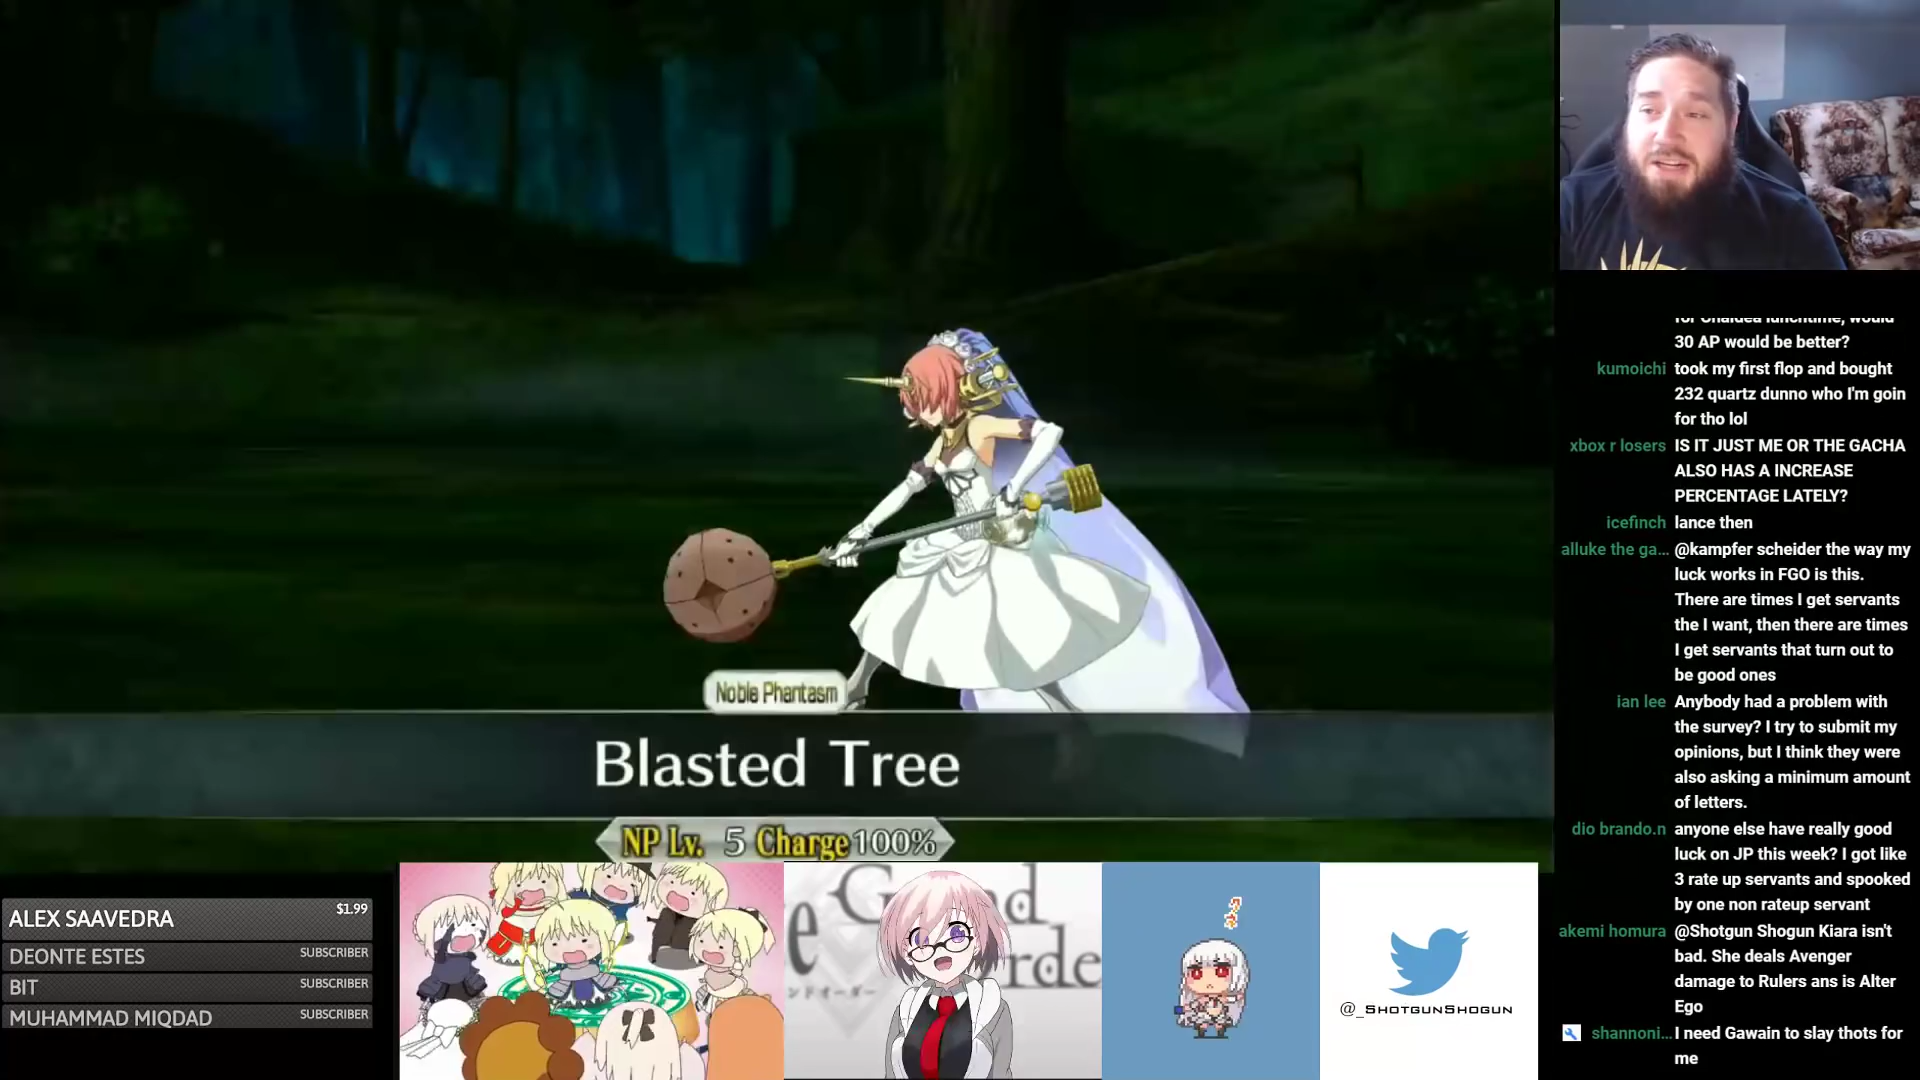 Noble Phantasm
Blasted Tree
NP Lv. 5 Charge 100%
ALEX SAAVEDRA $1.99
DEONTE ESTES SUBSCRIBER
BIT SUBSCRIBER
MUHAMMAD MIQDAD SUBSCRIBER
@_SHOTGUNSHOGUN
for Chaldea lunchtime, would
30 AP would be better?
kumoichi took my first flop and bought
232 quartz dunno who I'm goin
for tho lol
xbox r losers IS IT JUST ME OR THE GACHA
ALSO HAS A INCREASE
PERCENTAGE LATELY?
icefinch lance then
alluke the ga... @kampfer scheider the way my
luck works in FGO is this.
There are times I get servants
the I want, then there are times
I get servants that turn out to
be good ones
ian lee Anybody had a problem with
the survey? I try to submit my
opinions, but I think they were
also asking a minimum amount
of letters.
dio brando.n anyone else have really good
luck on JP this week? I got like
3 rate up servants and spooked
by one non rateup servant
akemi homura @Shotgun Shogun Kiara isn't
bad. She deals Avenger
damage to Rulers ans is Alter
Ego
shannoni... I need Gawain to slay thots for
me